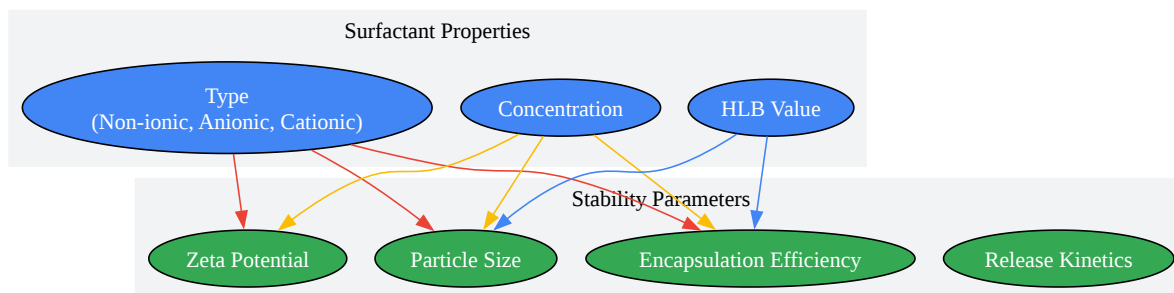 Surfactant Properties
Type
(Non-ionic, Anionic, Cationic)
Concentration
HLB Value
Stability Parameters
Zeta Potential
Particle Size
Encapsulation Efficiency
Release Kinetics